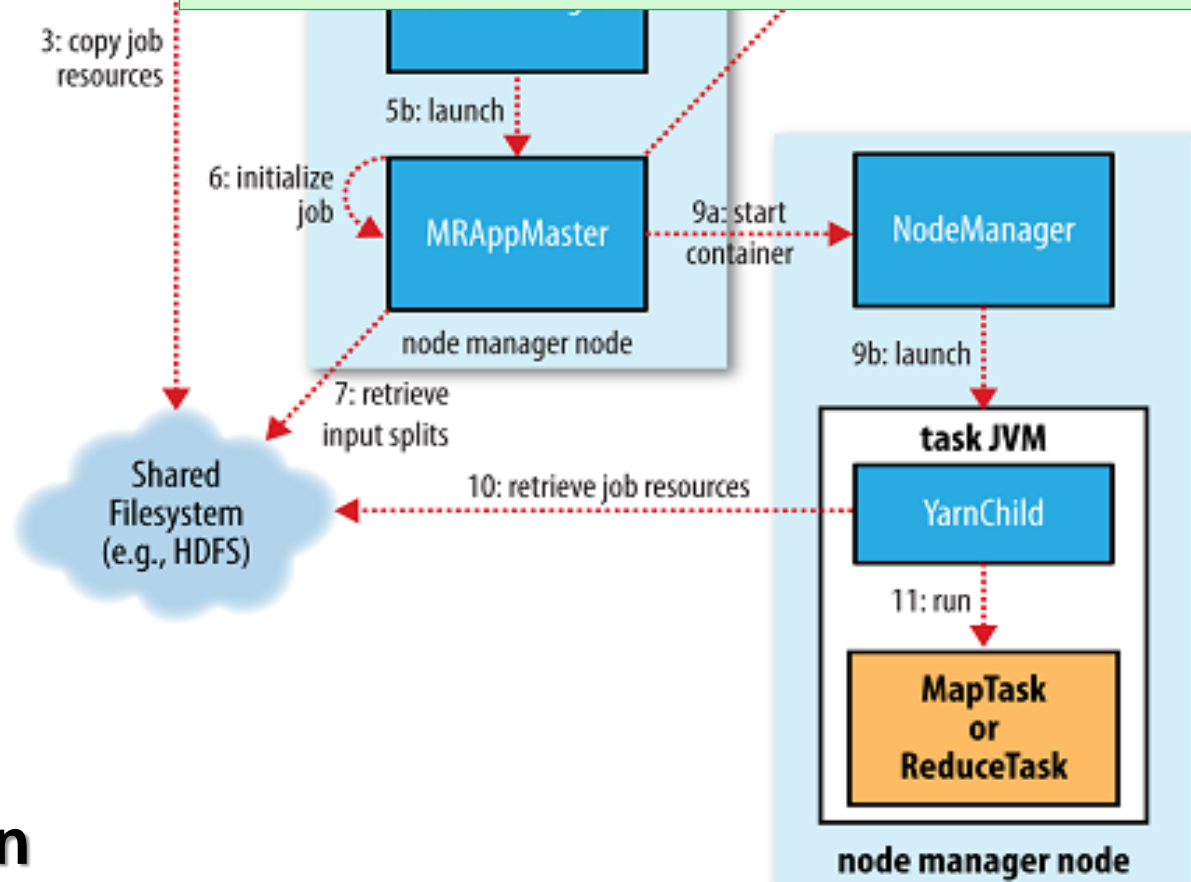 3: copy job
resources
5b: launch
6: initialize
job
MRAppMaster
9a: start
container
NodeManager
node manager node
9b: launch
7: retrieve
input splits
task JVM
Shared
Filesystem
(e.g., HDFS)
10: retrieve job resources
YarnChild
11: run
MapTask
or
ReduceTask
node manager node